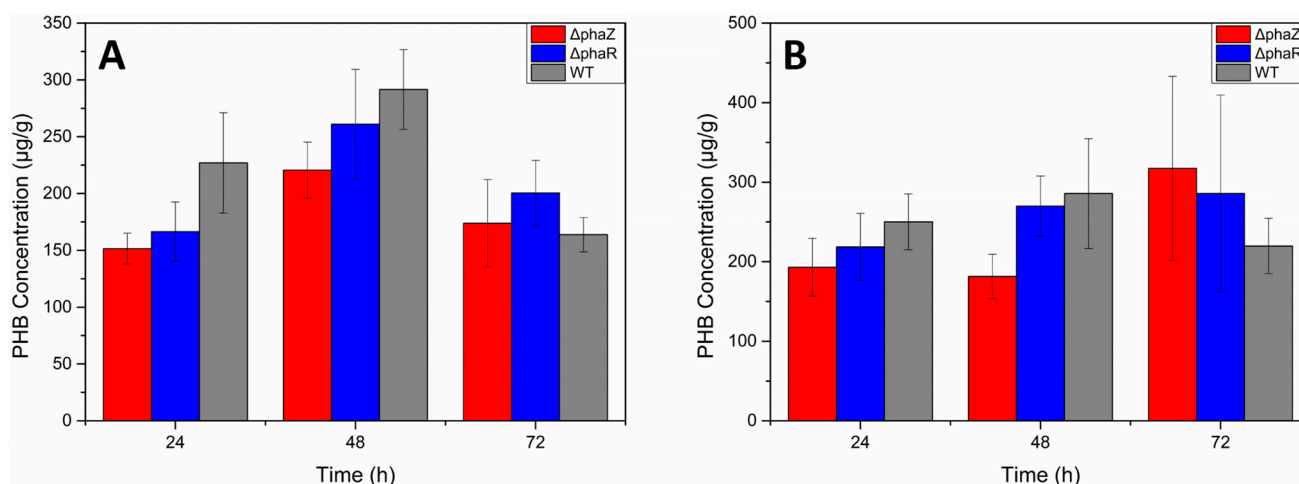 A
PHB Concentration (µg/g)
350
300
250
200
150
100
50
0
24
48
72
Time (h)
ΔphaZ
ΔphaR
WT
B
PHB Concentration (µg/g)
500
400
300
200
100
0
24
48
72
Time (h)
ΔphaZ
ΔphaR
WT